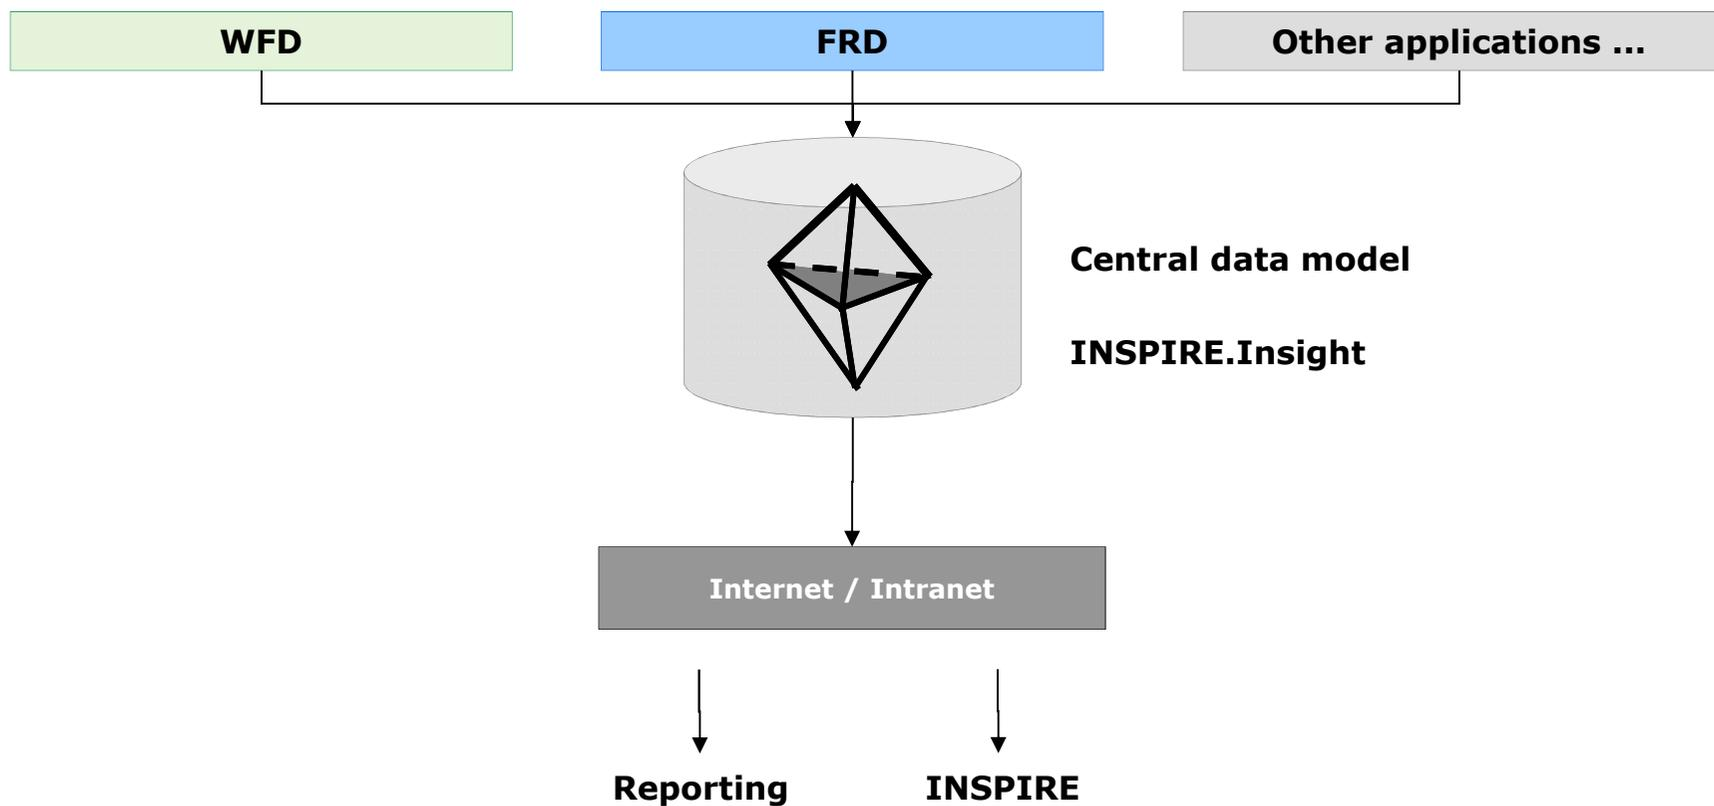 WFD
FRD
Other applications ...
Central data model
INSPIRE.Insight
Internet / Intranet
Reporting
INSPIRE